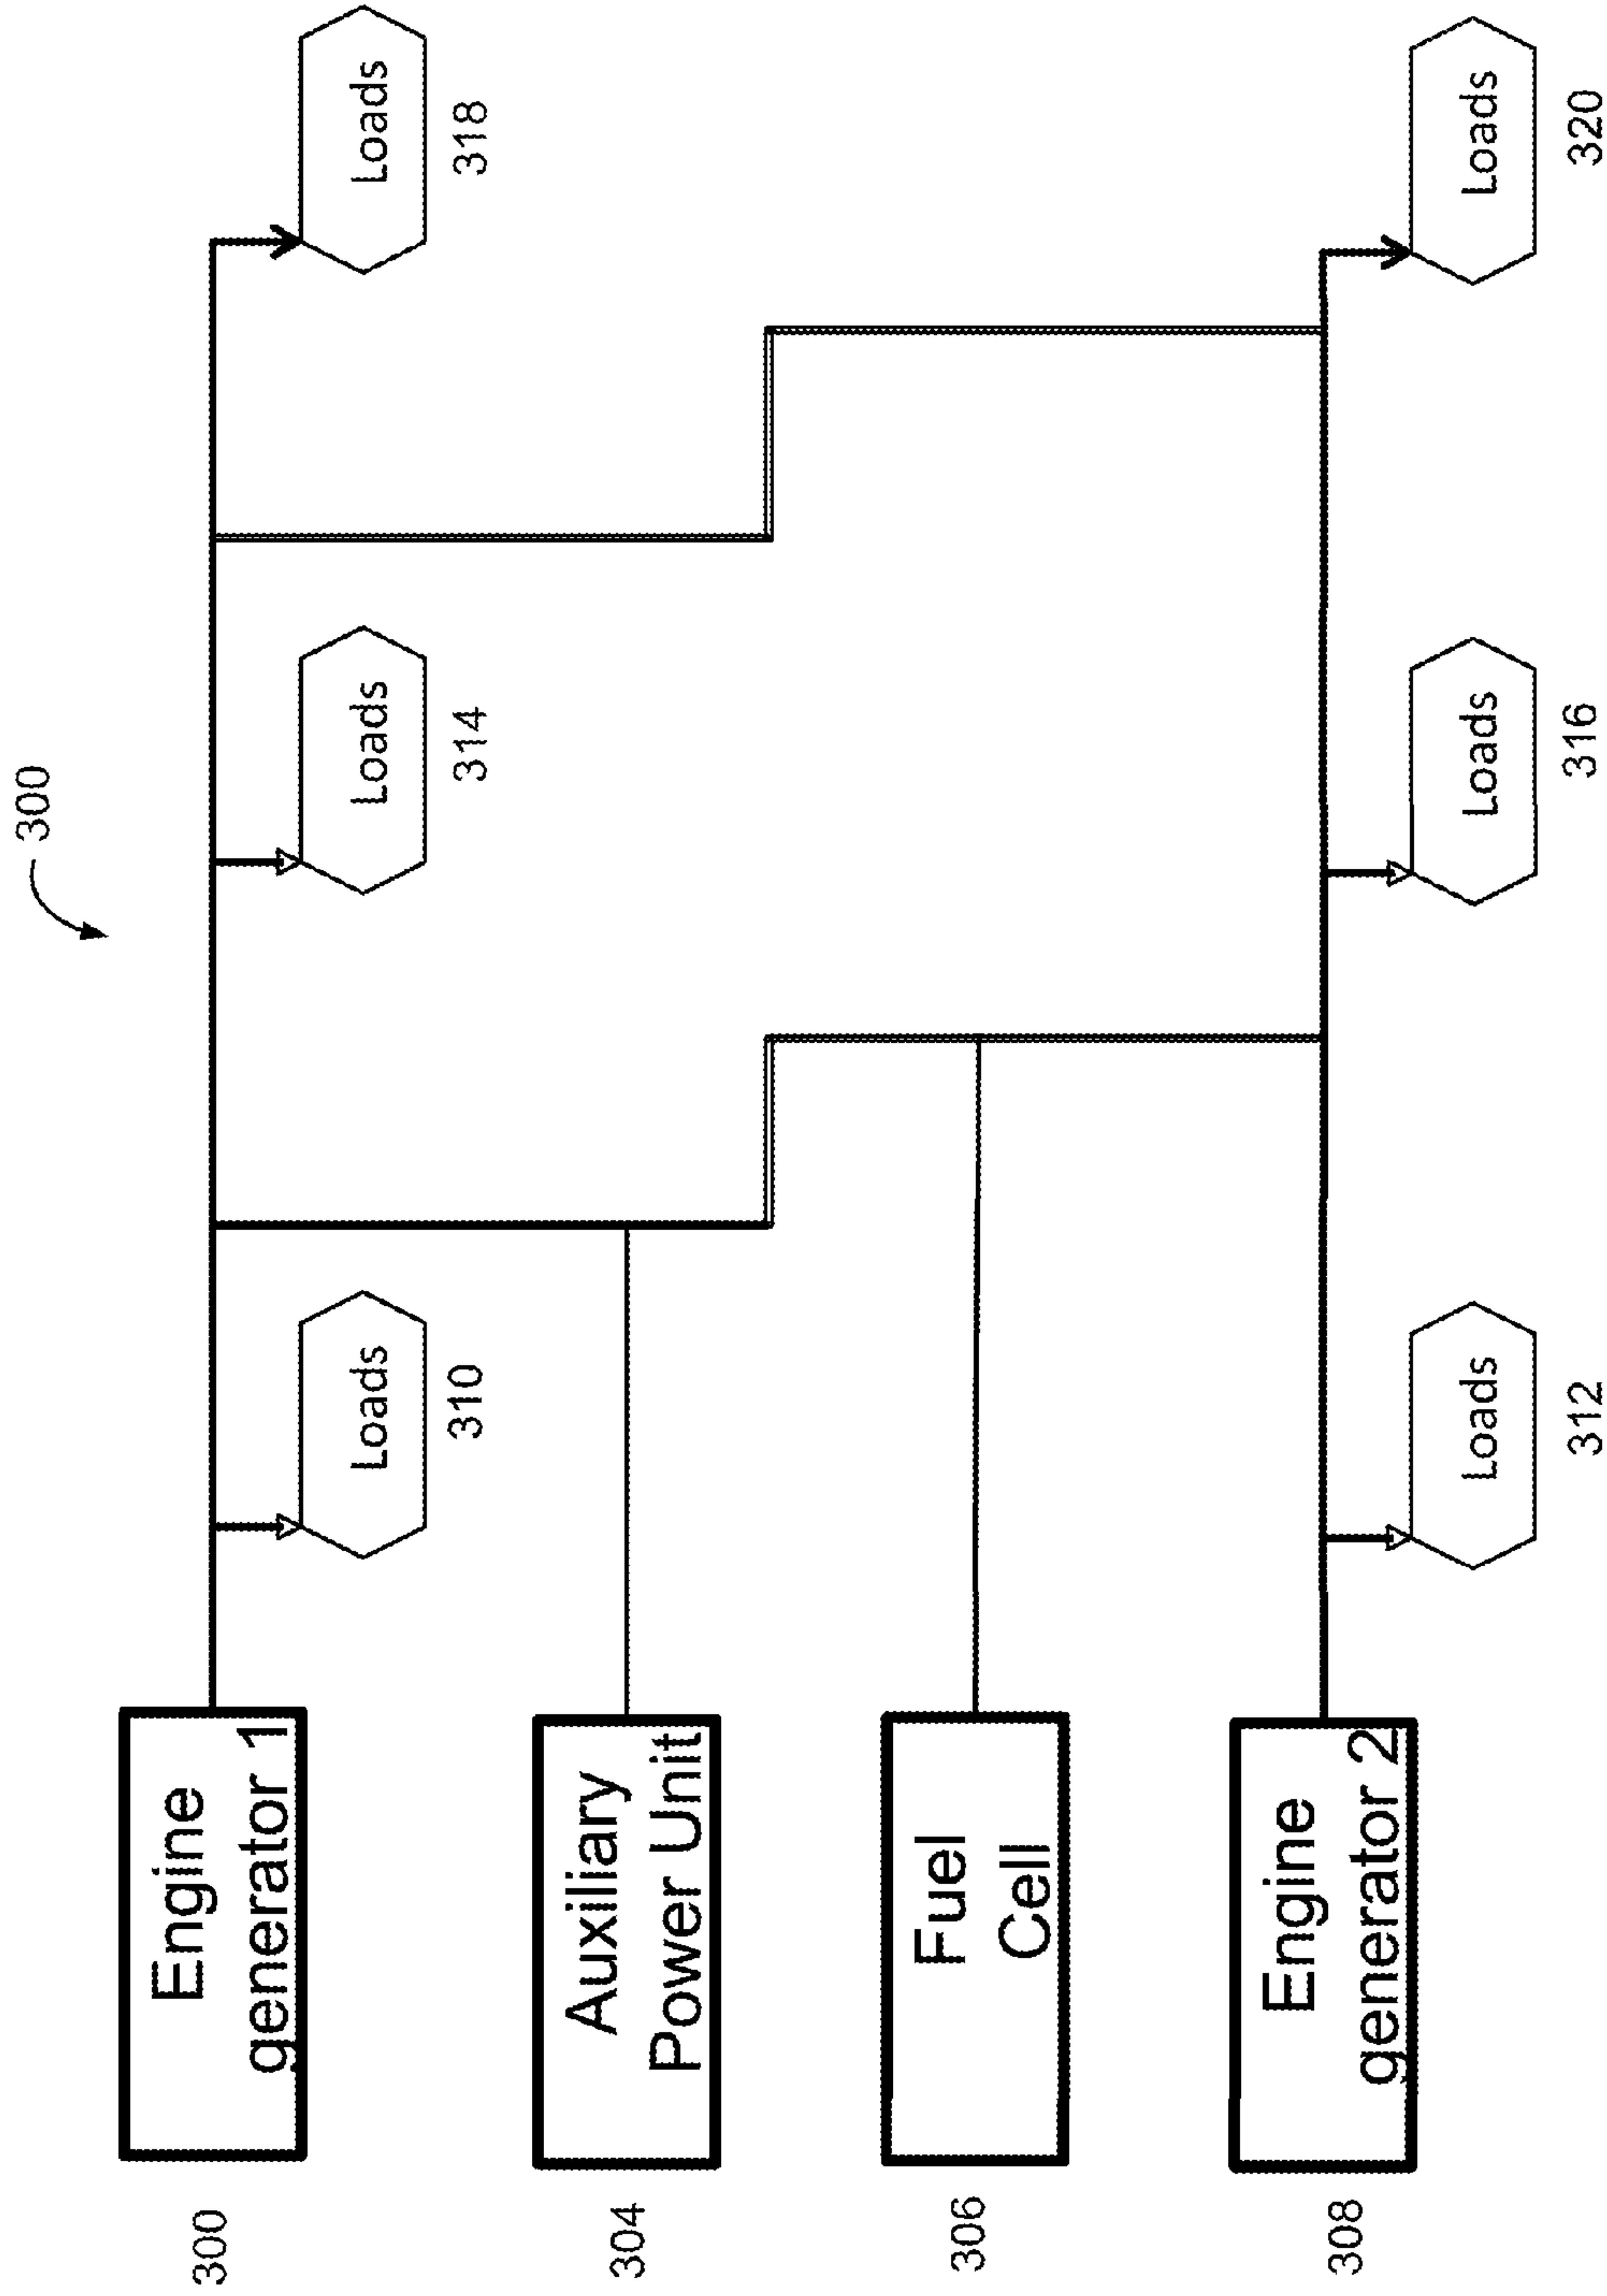 300
300
Engine
generator 1
Loads
310
Loads
314
Loads
318
304
Auxiliary
Power Unit
306
Fuel
Cell
308
Engine
generator 2
Loads
312
Loads
316
Loads
320